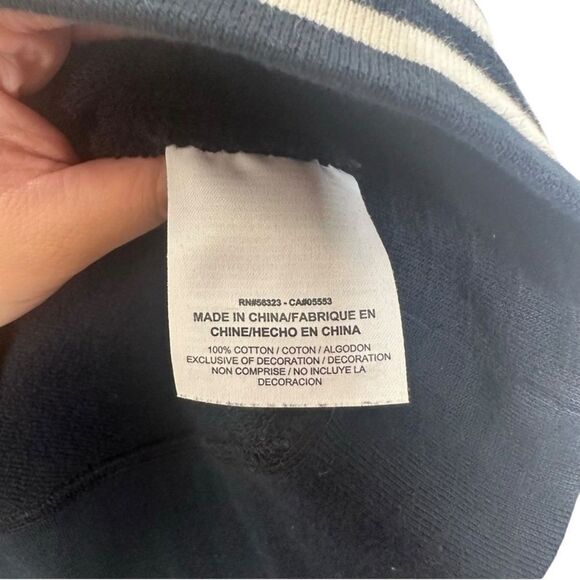 RN#56323 - CA#05553
MADE IN CHINA/FABRIQUE EN
CHINE/HECHO EN CHINA
100% COTTON / COTON / ALGODON
EXCLUSIVE OF DECORATION / DECORATION
NON COMPRISE / NO INCLUYE LA
DECORACION